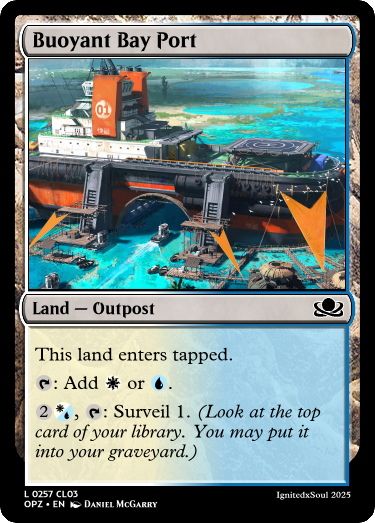 Buoyant Bay Port
01
Land — Outpost
This land enters tapped.
: Add or .
2 , : Surveil 1. (Look at the top
card of your library. You may put it
into your graveyard.)
L 0257 CL03
OPZ • EN DANIEL MCGARRY
IgnitedxSoul 2025